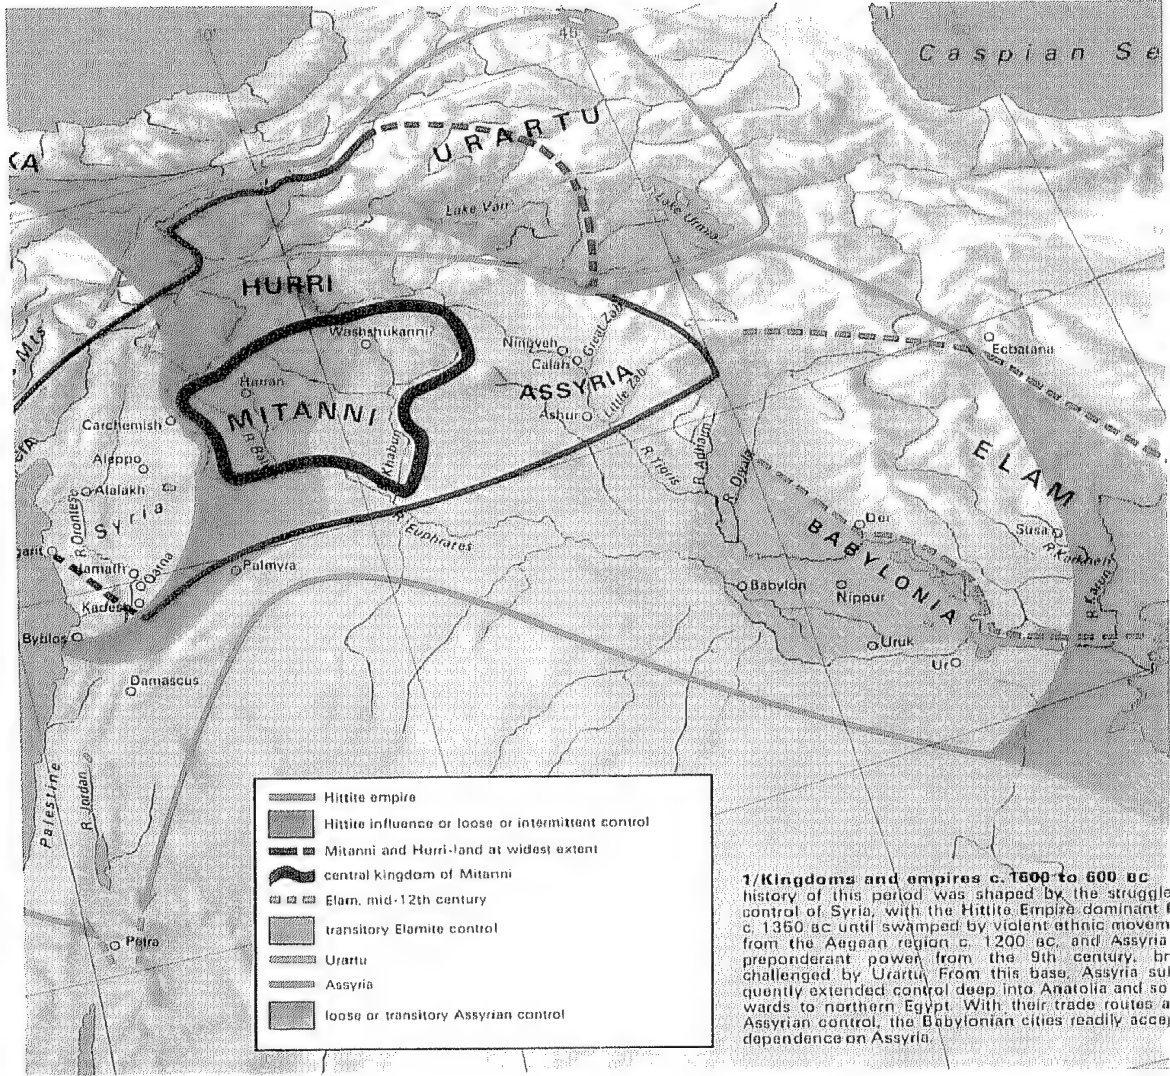 40°
45°
Caspian Se
KA
URARTU
Lake Van
Lake Urmia
HURRI
Mts
Washshukanni?
Nineveh
Great Zab
Calah
Ecbatana
Harran
ASSYRIA
MITANNI
Little Zab
Ashur
Carchemish
Khabur
Aleppo
R. Tigris
R. Adhaim
R. Diyala
ELAM
Alalakh
Syria
R. Orontes
R. Euphrates
Der
Susa
R. Karkheh
garit
Hamath
Qatna
Palmyra
BABYLONIA
Kadesh
Babylon
Nippur
R. Karun
Byblos
Uruk
Ur
Damascus
Palestine
R. Jordan
Petra
Hittite empire
Hittite influence or loose or intermittent control
Mitanni and Hurri-land at widest extent
central kingdom of Mitanni
Elam, mid-12th century
transitory Elamite control
Urartu
Assyria
loose or transitory Assyrian control
1/Kingdoms and empires c. 1600 to 600 BC
history of this period was shaped by the struggle
control of Syria, with the Hittite Empire dominant
c. 1350 BC until swamped by violent ethnic movem
from the Aegean region c. 1200 BC, and Assyria
preponderant power from the 9th century, br
challenged by Urartu. From this base, Assyria su
quently extended control deep into Anatolia and so
wards to northern Egypt. With their trade routes a
Assyrian control, the Babylonian cities readily acce
dependence on Assyria.